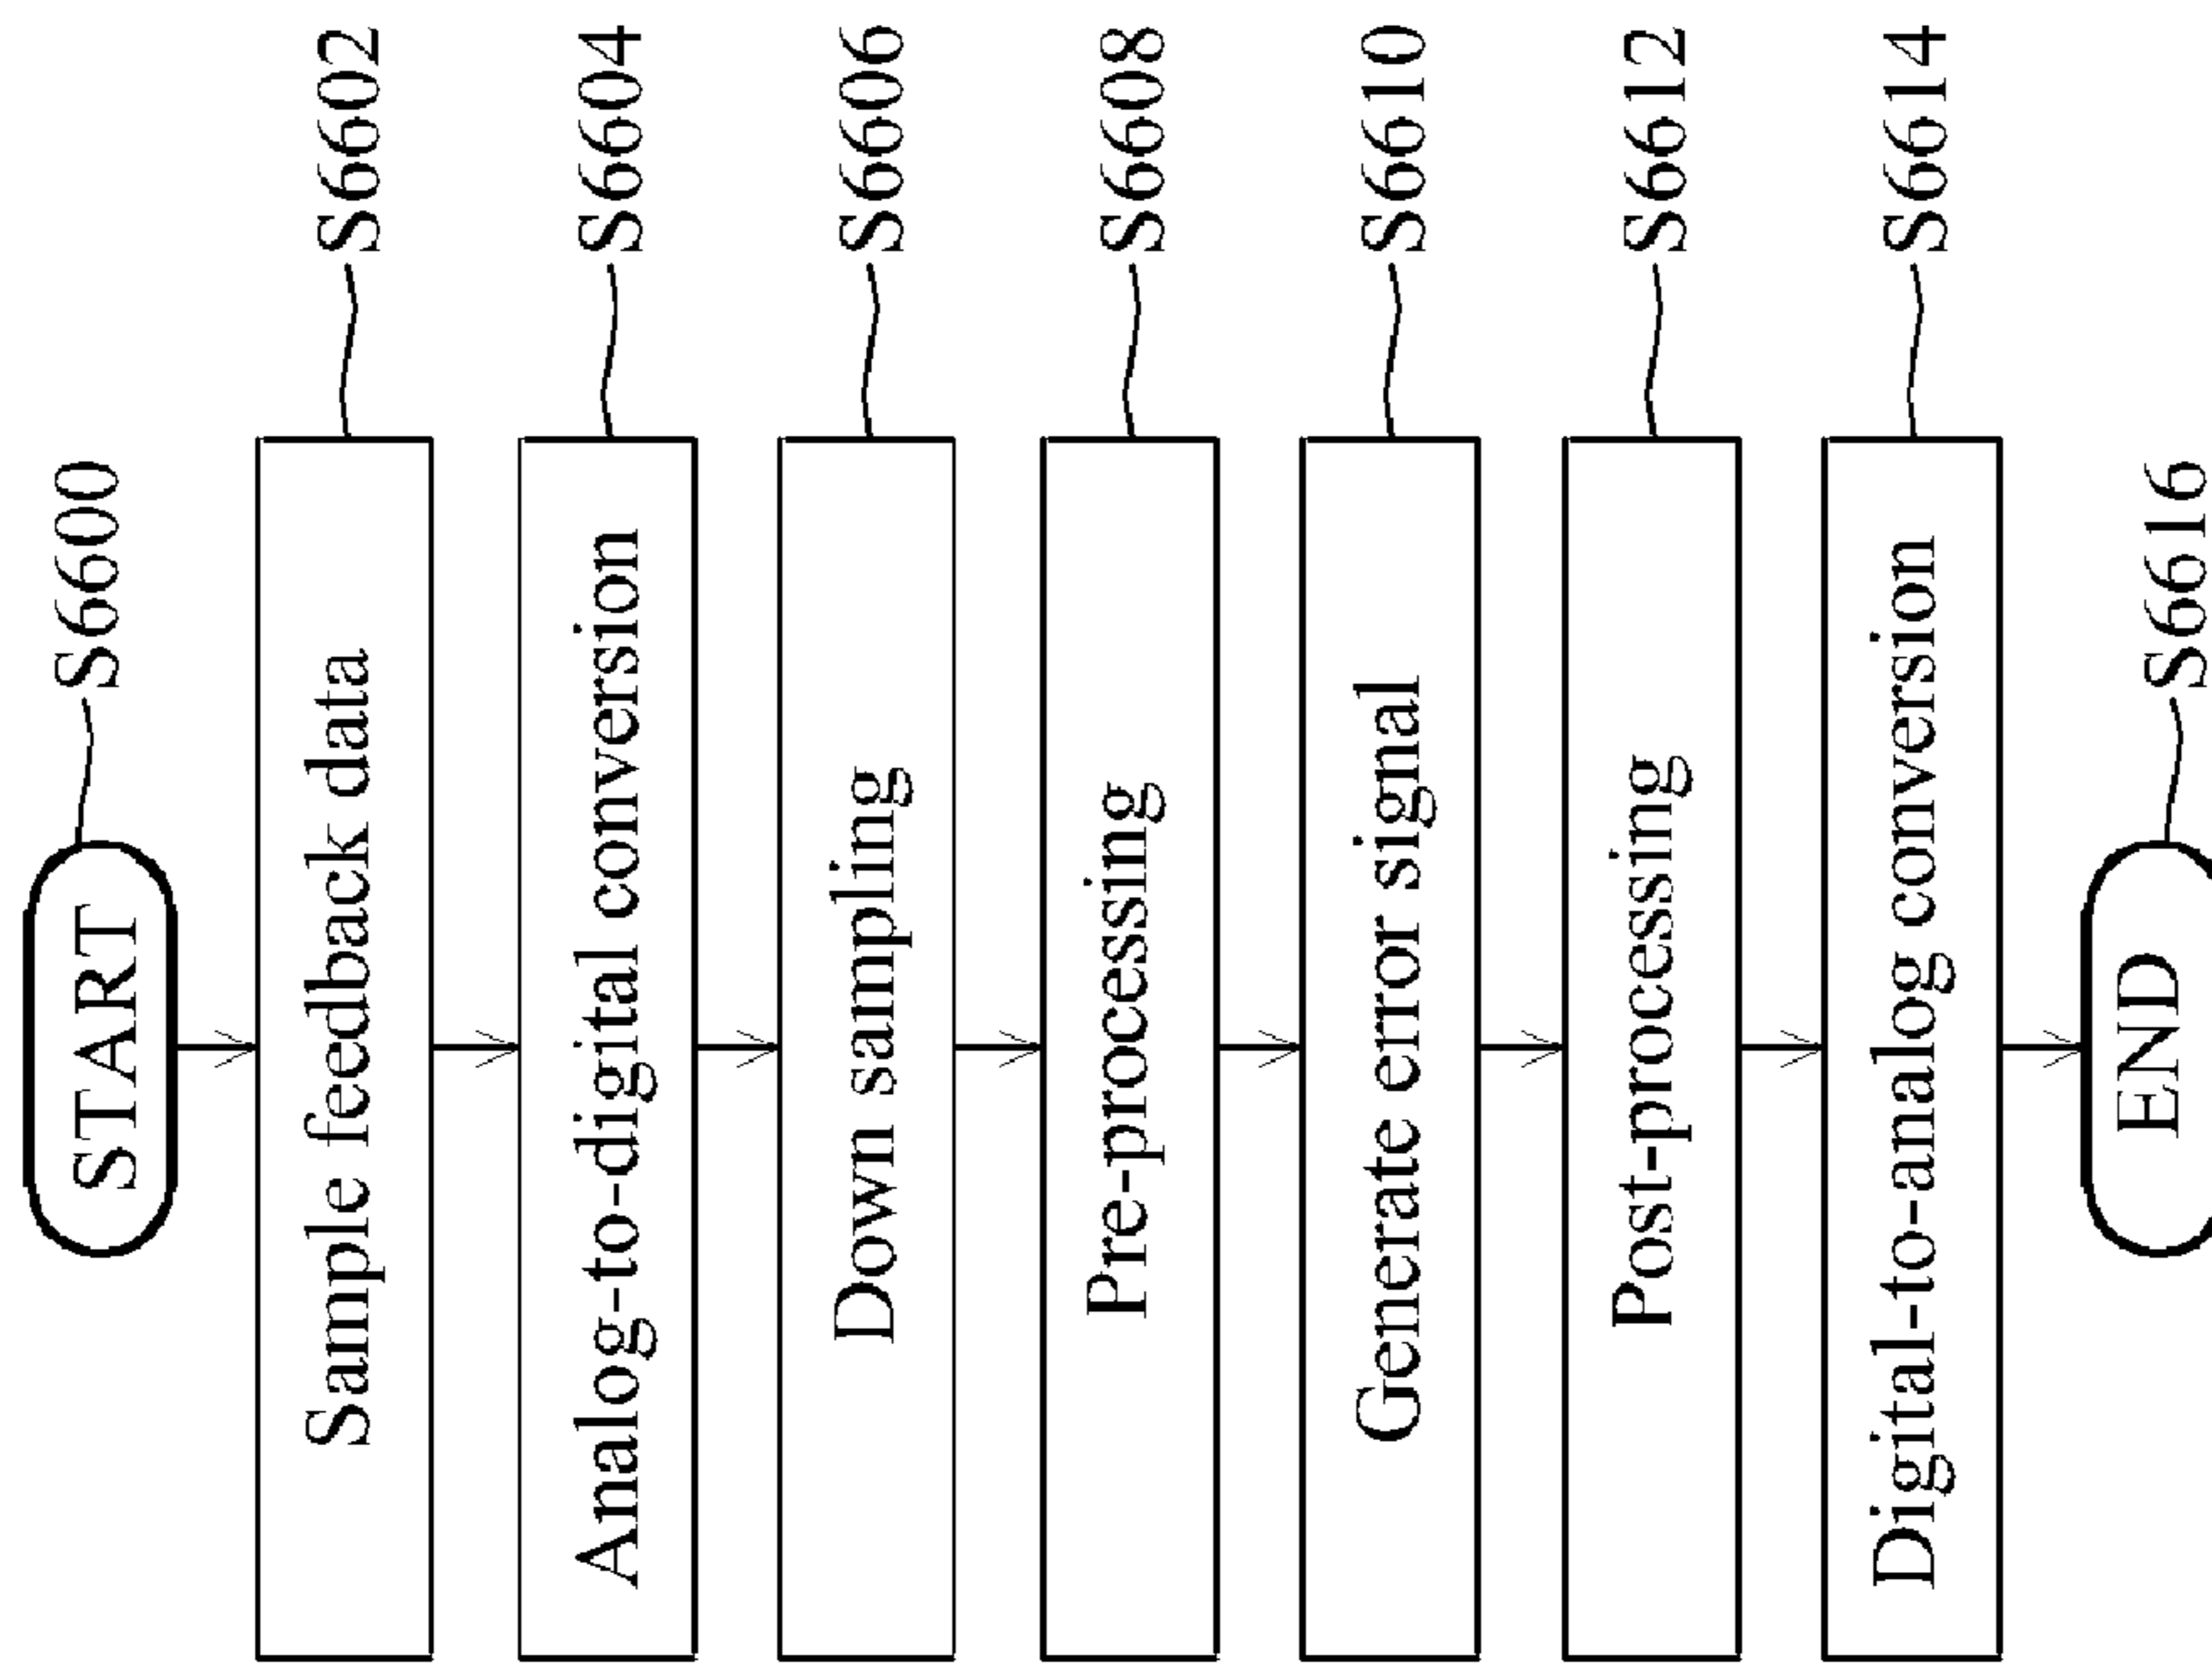 START S6600
Sample feedback data S6602
Analog-to-digital conversion S6604
Down sampling S6606
Pre-processing S6608
Generate error signal S6610
Post-processing S6612
Digital-to-analog conversion S6614
END S6616